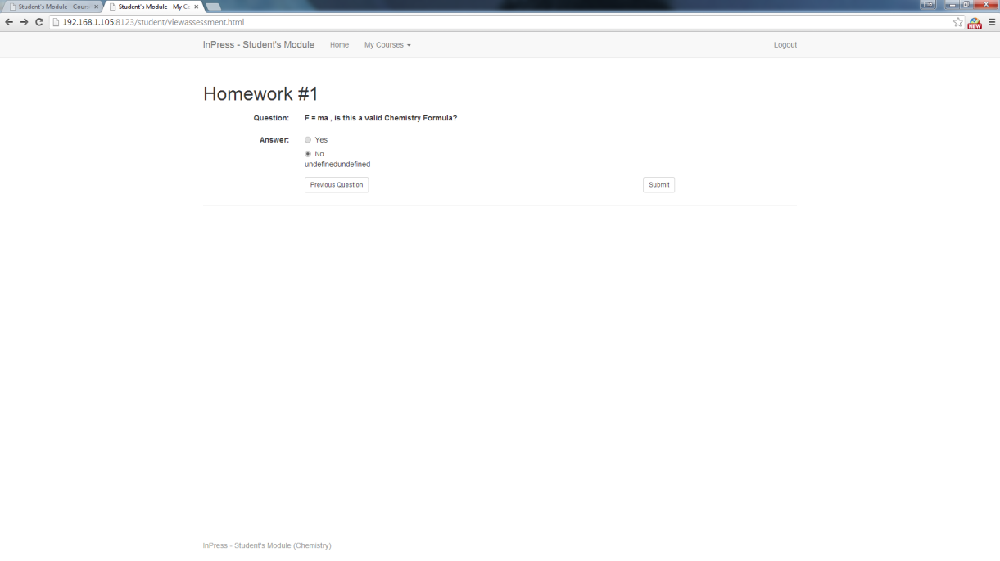 Student's Module - Cours
Student's Module - My Co
192.168.1.105:8123/student/viewassessment.html
NEW
InPress - Student's Module Home My Courses Logout
Homework #1
Question: F = ma , is this a valid Chemistry Formula?
Answer: Yes
No
undefinedundefined
Previous Question Submit
InPress - Student's Module (Chemistry)